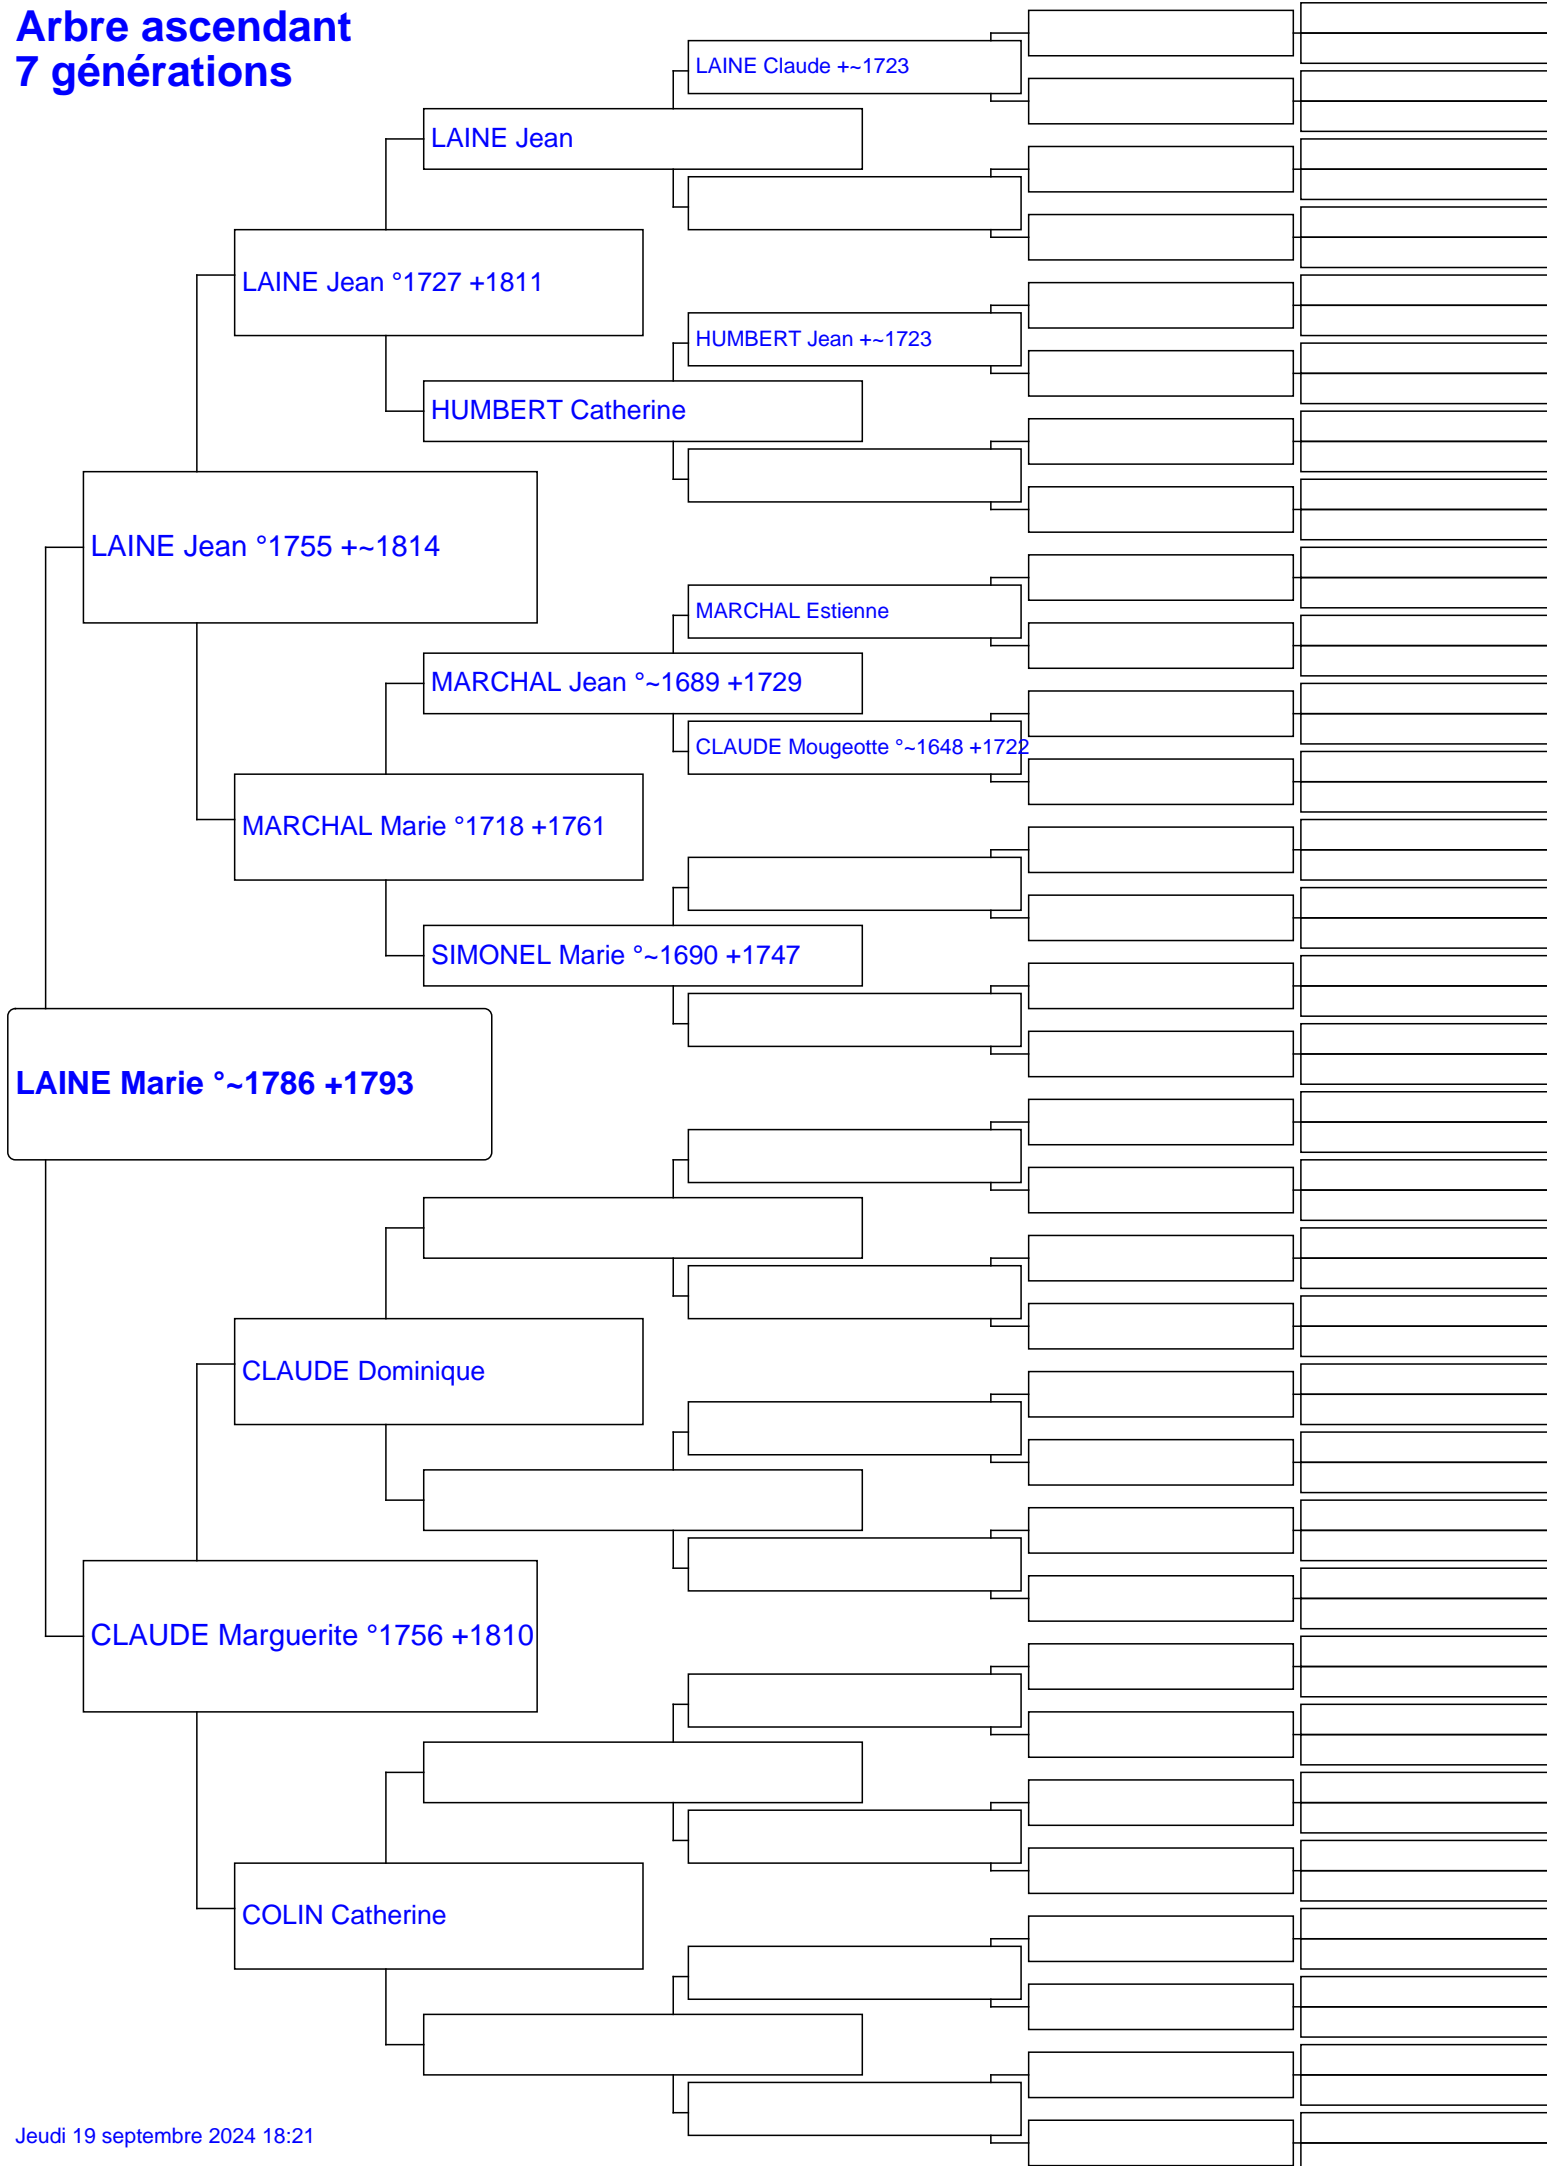 Arbre ascendant
7 générations
LAINE Claude +~1723
LAINE Jean
LAINE Jean °1727 +1811
HUMBERT Jean +~1723
HUMBERT Catherine
LAINE Jean °1755 +~1814
MARCHAL Estienne
MARCHAL Jean °~1689 +1729
CLAUDE Mougeotte °~1648 +1722
MARCHAL Marie °1718 +1761
SIMONEL Marie °~1690 +1747
LAINE Marie °~1786 +1793
CLAUDE Dominique
CLAUDE Marguerite °1756 +1810
COLIN Catherine
Jeudi 19 septembre 2024 18:21